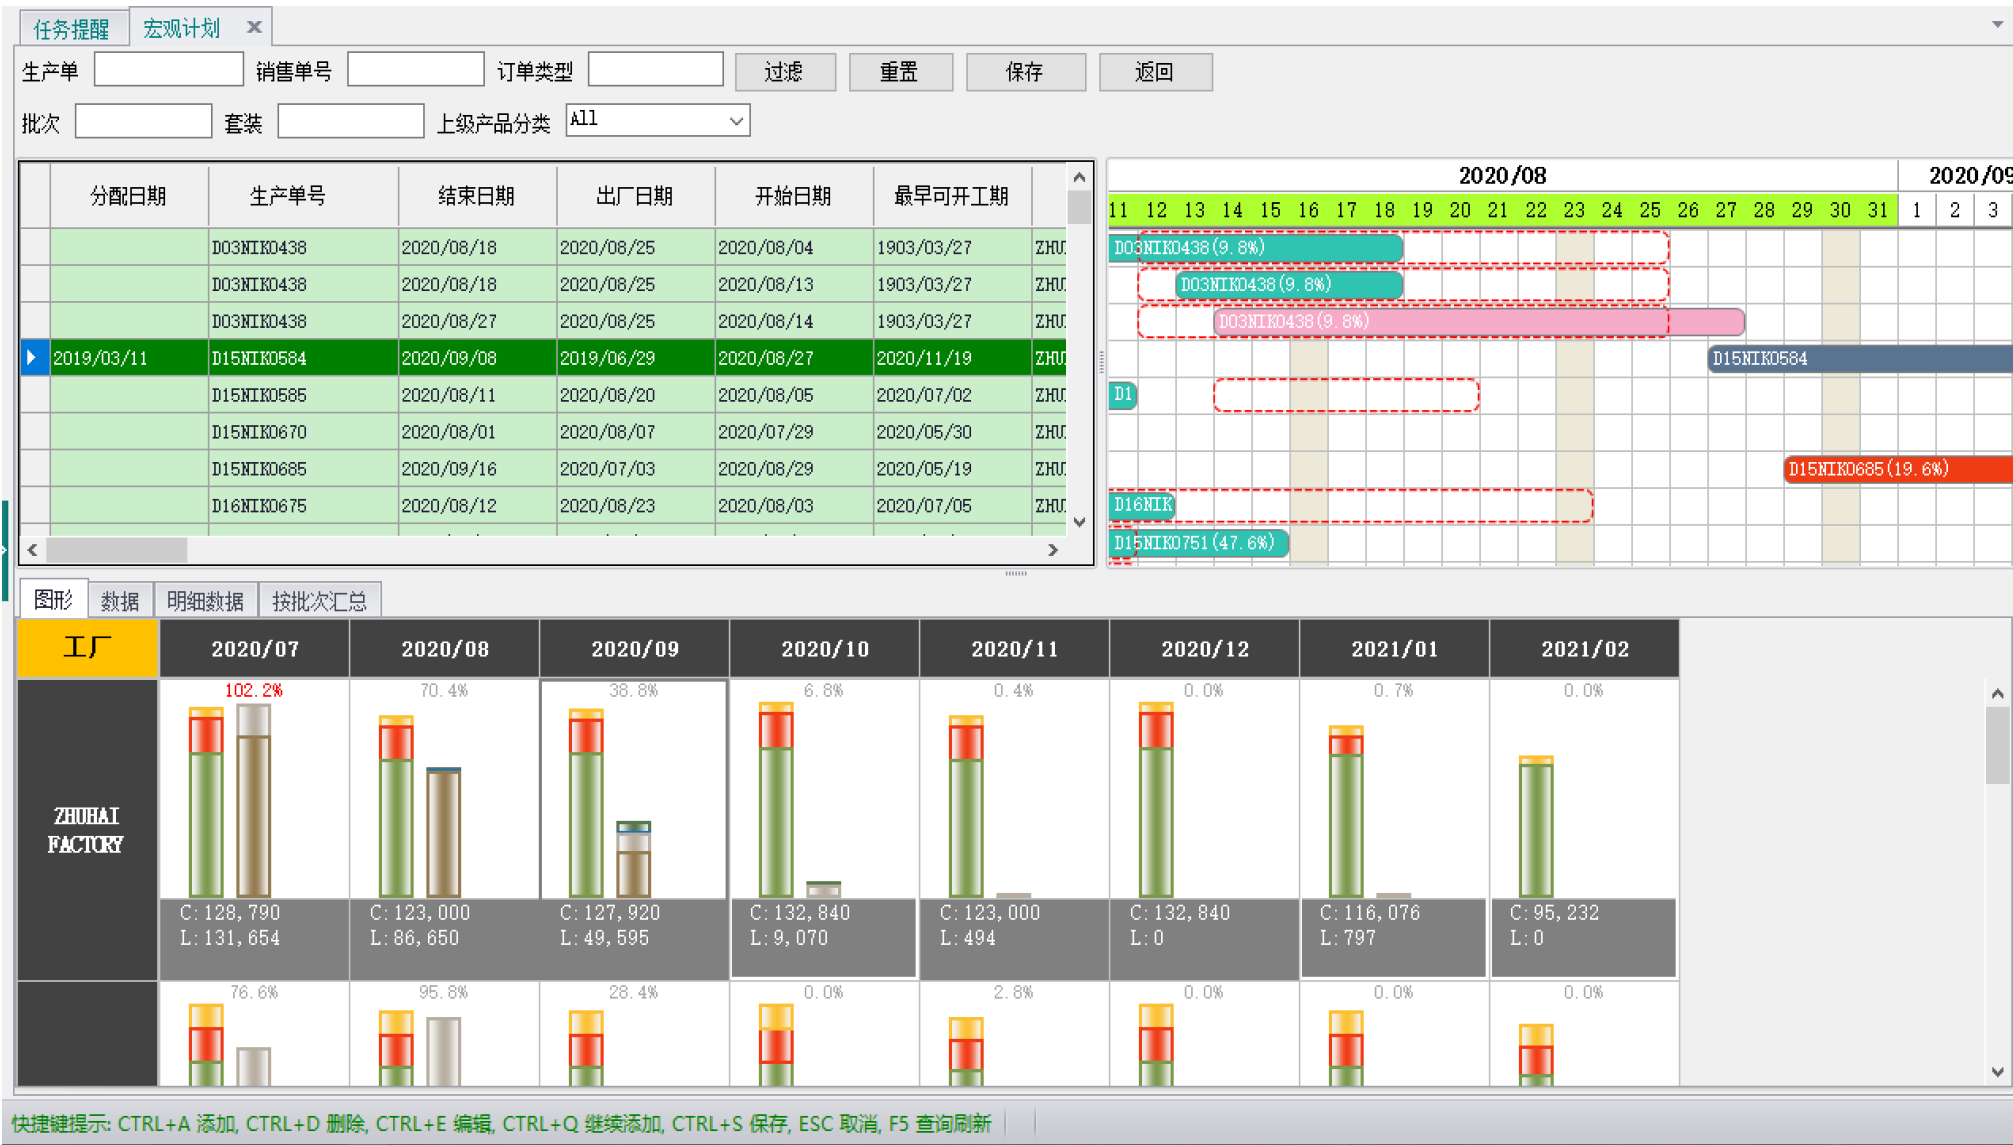 任务提醒 宏观计划
生产单 销售单号 订单类型 过滤 重置 保存 返回
批次 套装 上级产品分类 All
分配日期 生产单号 结束日期 出厂日期 开始日期 最早可开工期
D03NIK0438 2020/08/18 2020/08/25 2020/08/04 1903/03/27
D03NIK0438 2020/08/18 2020/08/25 2020/08/13 1903/03/27
D03NIK0438 2020/08/27 2020/08/25 2020/08/14 1903/03/27
2019/03/11 D15NIK0584 2020/09/08 2019/06/29 2020/08/27 2020/11/19
D15NIK0585 2020/08/11 2020/08/20 2020/08/05 2020/07/02
D15NIK0670 2020/08/01 2020/08/07 2020/07/29 2020/05/30
D15NIK0685 2020/09/16 2020/07/03 2020/08/29 2020/05/19
D16NIK0675 2020/08/12 2020/08/23 2020/08/03 2020/07/05
2020/08 2020/09
11 12 13 14 15 16 17 18 19 20 21 22 23 24 25 26 27 28 29 30 31 1 2 3
D03NIK0438(9.8%)
D03NIK0438(9.8%)
D03NIK0438(9.8%)
D15NIK0584
D1
D15NIK0685(19.6%)
D16NIK
D15NIK0751(47.6%)
图形 数据 明细数据 按批次汇总
工厂 2020/07 2020/08 2020/09 2020/10 2020/11 2020/12 2021/01 2021/02
102.2% 70.4% 38.8% 6.8% 0.4% 0.0% 0.7% 0.0%
ZHUHAI
FACTORY
C:128,790 C:123,000 C:127,920 C:132,840 C:123,000 C:132,840 C:116,076 C:95,232
L:131,654 L:86,650 L:49,595 L:9,070 L:494 L:0 L:797 L:0
76.6% 95.8% 28.4% 0.0% 2.8% 0.0% 0.0% 0.0%
快捷键提示: CTRL+A 添加, CTRL+D 删除, CTRL+E 编辑, CTRL+Q 继续添加, CTRL+S 保存, ESC 取消, F5 查询刷新